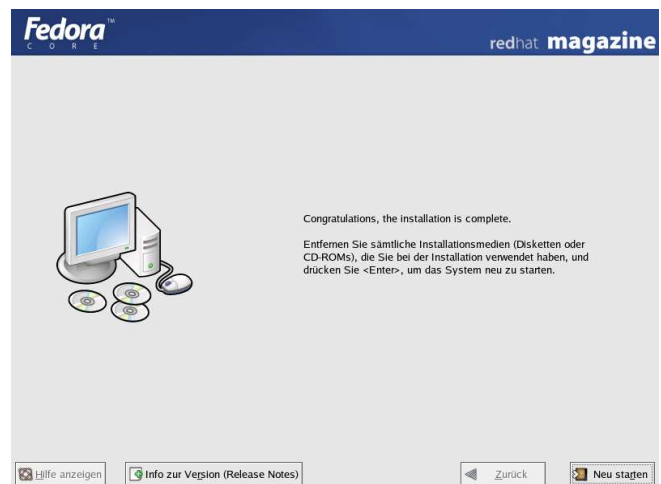 Fedora™
CORE
redhat magazine
Congratulations, the installation is complete.
Entfernen Sie sämtliche Installationsmedien (Disketten oder
CD-ROMs), die Sie bei der Installation verwendet haben, und
drücken Sie <Enter>, um das System neu zu starten.
Hilfe anzeigen
Info zur Version (Release Notes)
Zurück
Neu starten